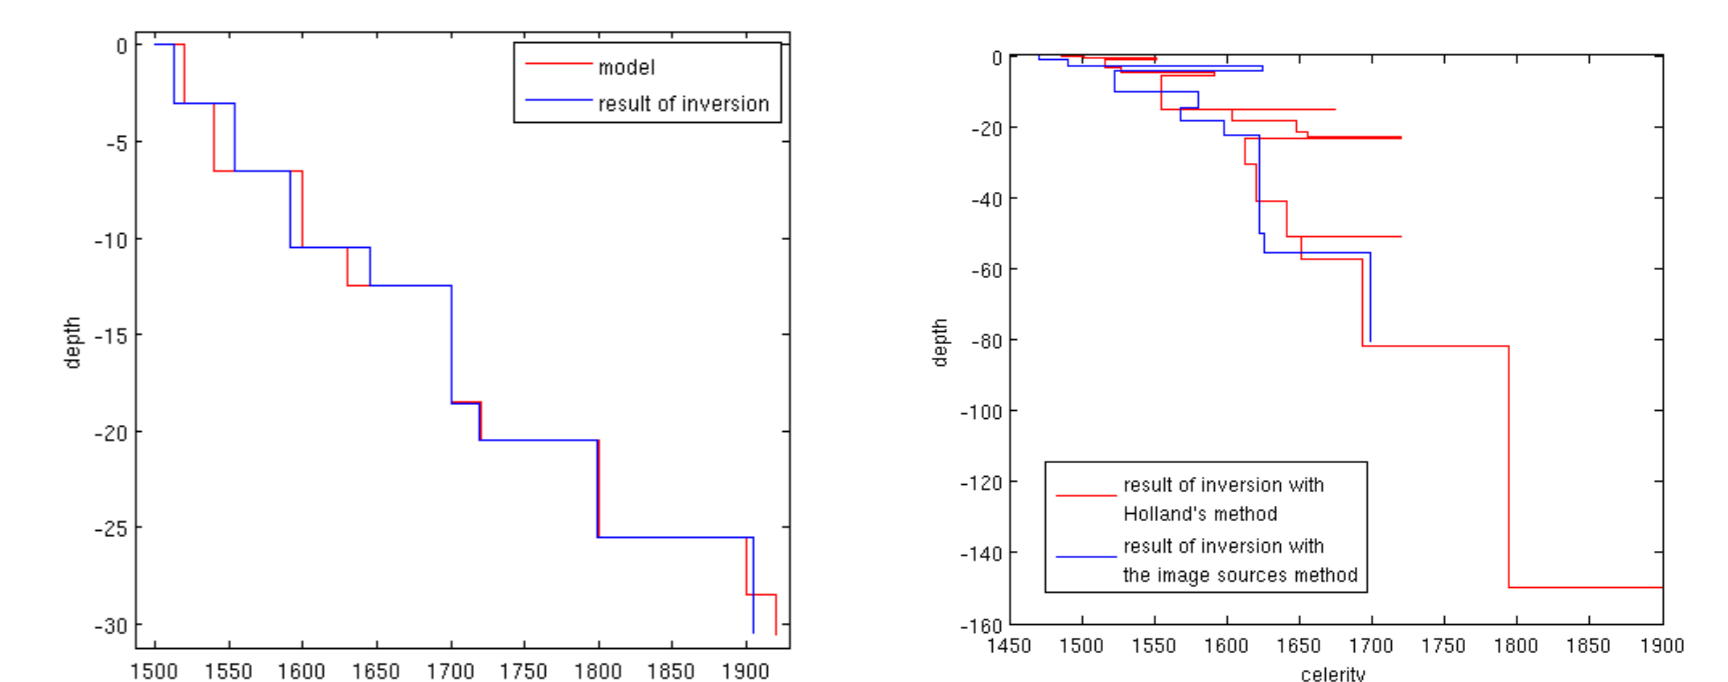 0
-5
-10
-15
-20
-25
-30
depth
model
result of inversion
1500 1550 1600 1650 1700 1750 1800 1850 1900
0
-20
-40
-60
-80
-100
-120
-140
-160
depth
result of inversion with
Holland's method
result of inversion with
the image sources method
1450 1500 1550 1600 1650 1700 1750 1800 1850 1900
celerity